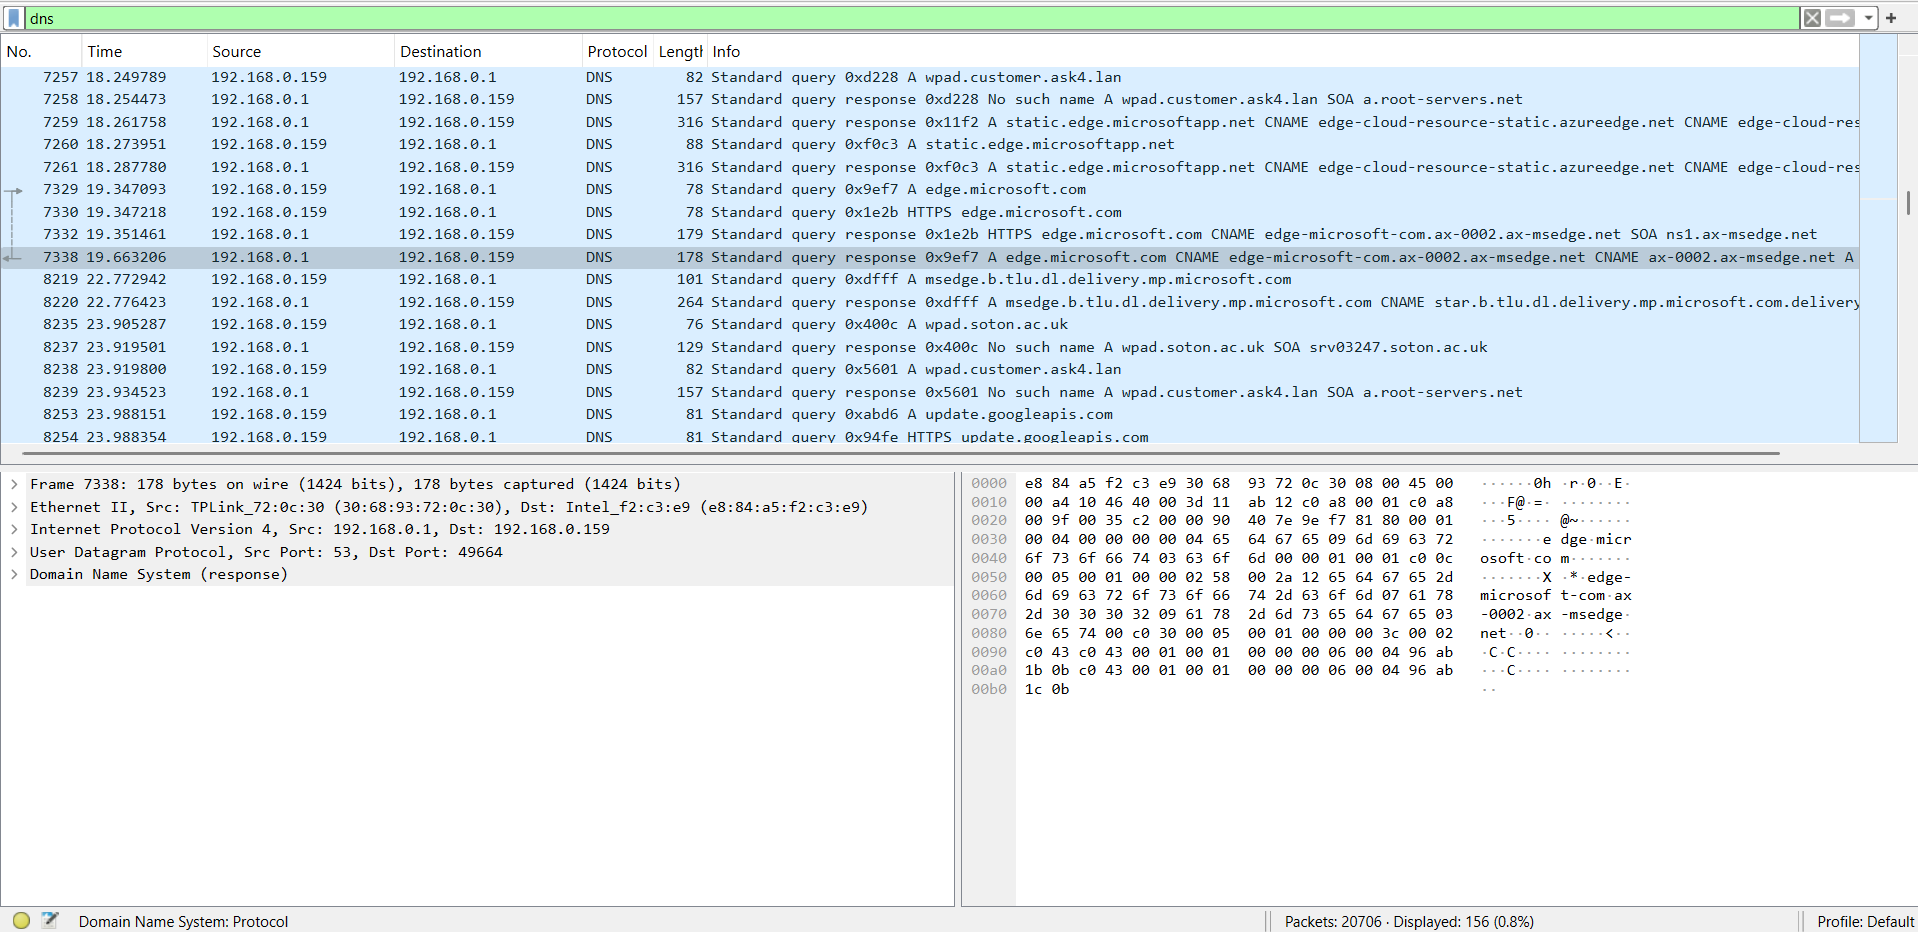 dns
No. Time Source Destination Protocol Lengtł Info
7257 18.249789 192.168.0.159 192.168.0.1 DNS 82 Standard query 0xd228 A wpad.customer.ask4.lan
7258 18.254473 192.168.0.1 192.168.0.159 DNS 157 Standard query response 0xd228 No such name A wpad.customer.ask4.lan SOA a.root-servers.net
7259 18.261758 192.168.0.1 192.168.0.159 DNS 316 Standard query response 0x11f2 A static.edge.microsoftapp.net CNAME edge-cloud-resource-static.azureedge.net CNAME edge-cloud-res
7260 18.273951 192.168.0.159 192.168.0.1 DNS 88 Standard query 0xf0c3 A static.edge.microsoftapp.net
7261 18.287780 192.168.0.1 192.168.0.159 DNS 316 Standard query response 0xf0c3 A static.edge.microsoftapp.net CNAME edge-cloud-resource-static.azureedge.net CNAME edge-cloud-res
7329 19.347093 192.168.0.159 192.168.0.1 DNS 78 Standard query 0x9ef7 A edge.microsoft.com
7330 19.347218 192.168.0.159 192.168.0.1 DNS 78 Standard query 0x1e2b HTTPS edge.microsoft.com
7332 19.351461 192.168.0.1 192.168.0.159 DNS 179 Standard query response 0x1e2b HTTPS edge.microsoft.com CNAME edge-microsoft-com.ax-0002.ax-msedge.net SOA ns1.ax-msedge.net
7338 19.663206 192.168.0.1 192.168.0.159 DNS 178 Standard query response 0x9ef7 A edge.microsoft.com CNAME edge-microsoft-com.ax-0002.ax-msedge.net CNAME ax-0002.ax-msedge.net A
8219 22.772942 192.168.0.159 192.168.0.1 DNS 101 Standard query 0xdfff A msedge.b.tlu.dl.delivery.mp.microsoft.com
8220 22.776423 192.168.0.1 192.168.0.159 DNS 264 Standard query response 0xdfff A msedge.b.tlu.dl.delivery.mp.microsoft.com CNAME star.b.tlu.dl.delivery.mp.microsoft.com.delivery
8235 23.905287 192.168.0.159 192.168.0.1 DNS 76 Standard query 0x400c A wpad.soton.ac.uk
8237 23.919501 192.168.0.1 192.168.0.159 DNS 129 Standard query response 0x400c No such name A wpad.soton.ac.uk SOA srv03247.soton.ac.uk
8238 23.919800 192.168.0.159 192.168.0.1 DNS 82 Standard query 0x5601 A wpad.customer.ask4.lan
8239 23.934523 192.168.0.1 192.168.0.159 DNS 157 Standard query response 0x5601 No such name A wpad.customer.ask4.lan SOA a.root-servers.net
8253 23.988151 192.168.0.159 192.168.0.1 DNS 81 Standard query 0xabd6 A update.googleapis.com
8254 23.988354 192.168.0.159 192.168.0.1 DNS 81 Standard query 0x94fe HTTPS update.googleapis.com
Frame 7338: 178 bytes on wire (1424 bits), 178 bytes captured (1424 bits)
Ethernet II, Src: TPLink_72:0c:30 (30:68:93:72:0c:30), Dst: Intel_f2:c3:e9 (e8:84:a5:f2:c3:e9)
Internet Protocol Version 4, Src: 192.168.0.1, Dst: 192.168.0.159
User Datagram Protocol, Src Port: 53, Dst Port: 49664
Domain Name System (response)
0000 e8 84 a5 f2 c3 e9 30 68 93 72 0c 30 08 00 45 00 ······0h ·r·0··E·
0010 00 a4 10 46 40 00 3d 11 ab 12 c0 a8 00 01 c0 a8 ···F@·=· ········
0020 00 9f 00 35 c2 00 00 90 40 7e 9e f7 81 80 00 01 ···5···· @~······
0030 00 04 00 00 00 00 04 65 64 67 65 09 6d 69 63 72 ·······e dge·micr
0040 6f 73 6f 66 74 03 63 6f 6d 00 00 01 00 01 c0 0c osoft·co m·······
0050 00 05 00 01 00 00 02 58 00 2a 12 65 64 67 65 2d ·······X ·*·edge-
0060 6d 69 63 72 6f 73 6f 66 74 2d 63 6f 6d 07 61 78 microsof t-com·ax
0070 2d 30 30 30 32 09 61 78 2d 6d 73 65 64 67 65 03 -0002·ax -msedge·
0080 6e 65 74 00 c0 30 00 05 00 01 00 00 00 3c 00 02 net··0·· ·····<··
0090 c0 43 c0 43 00 01 00 01 00 00 00 06 00 04 96 ab ·C·C···· ········
00a0 1b 0b c0 43 00 01 00 01 00 00 00 06 00 04 96 ab ···C···· ········
00b0 1c 0b ··
Domain Name System: Protocol Packets: 20706 · Displayed: 156 (0.8%) Profile: Default